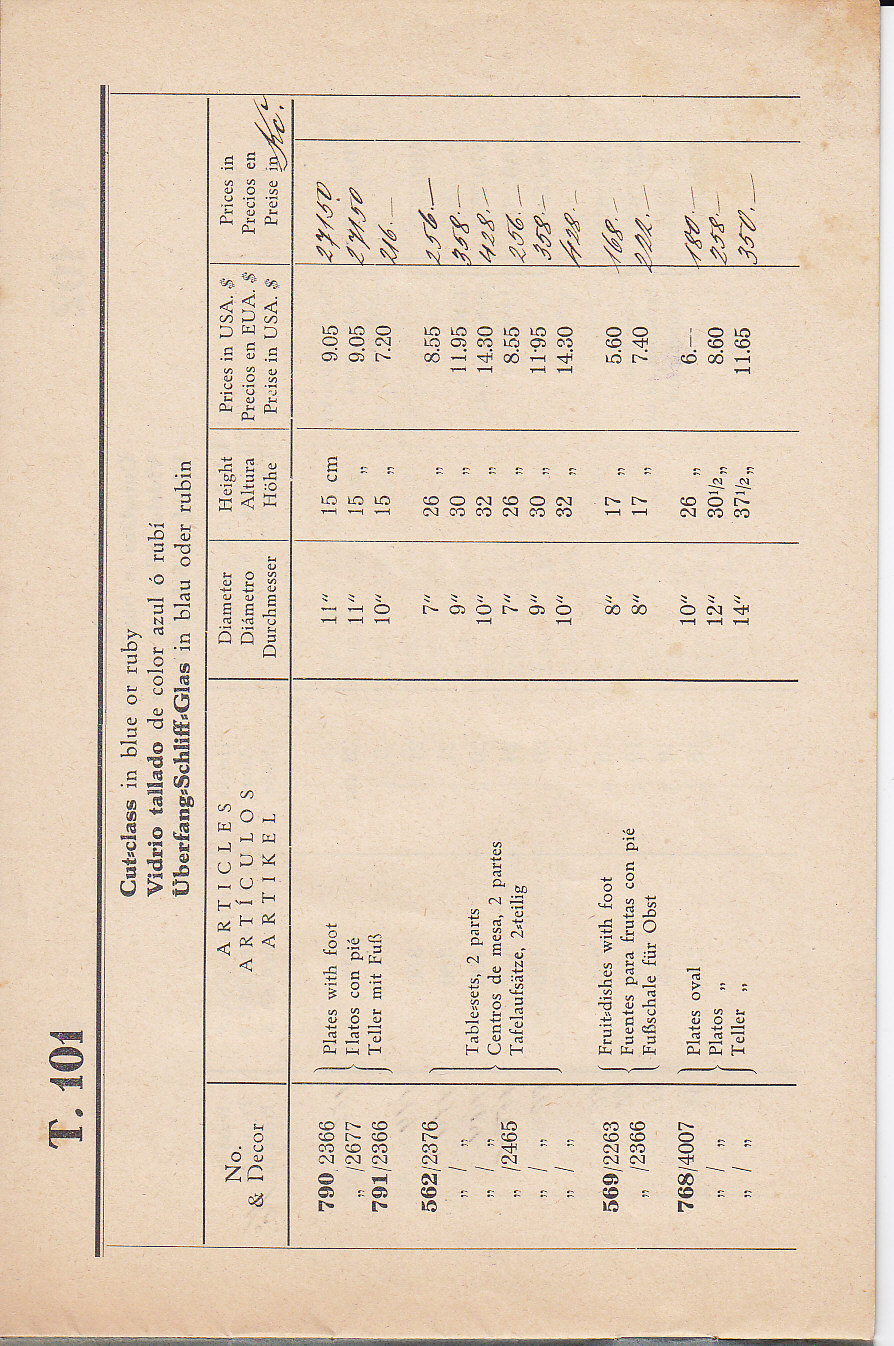 T. 101
Cut=class in blue or ruby
Vidrio tallado de color azul ó rubí
Überfang=Schliff=Glas in blau oder rubin
No. & Decor | ARTICLES ARTÍCULOS ARTIKEL | Diameter Diámetro Durchmesser | Height Altura Höhe | Prices in USA. $ Precios en EUA. $ Preise in USA. $ | Prices in Precios en Preise in Kč.
790/2366 Plates with foot 11“ 15 cm 9.05 271.50
„ /2677 Platos con pié 11“ 15 „ 9.05 271.50
791/2366 Teller mit Fuß 10“ 15 „ 7.20 216.—
562/2376 7“ 26 „ 8.55 256.—
„ / „ Table=sets, 2 parts 9“ 30 „ 11.95 358.—
„ / „ Centros de mesa, 2 partes 10“ 32 „ 14.30 428.—
„ /2465 Tafelaufsätze, 2=teilig 7“ 26 „ 8.55 256.—
„ / „ 9“ 30 „ 11·95 358.—
„ / „ 10“ 32 „ 14.30 428.—
569/2263 Fruit=dishes with foot 8“ 17 „ 5.60 168.—
„ /2366 Fuentes para frutas con pié 8“ 17 „ 7.40 222.—
Fußschale für Obst
768/4007 Plates oval 10“ 26 „ 6.— 180.—
„ / „ Platos „ 12“ 30½ „ 8.60 258.—
„ / „ Teller „ 14“ 37½ „ 11.65 350.—